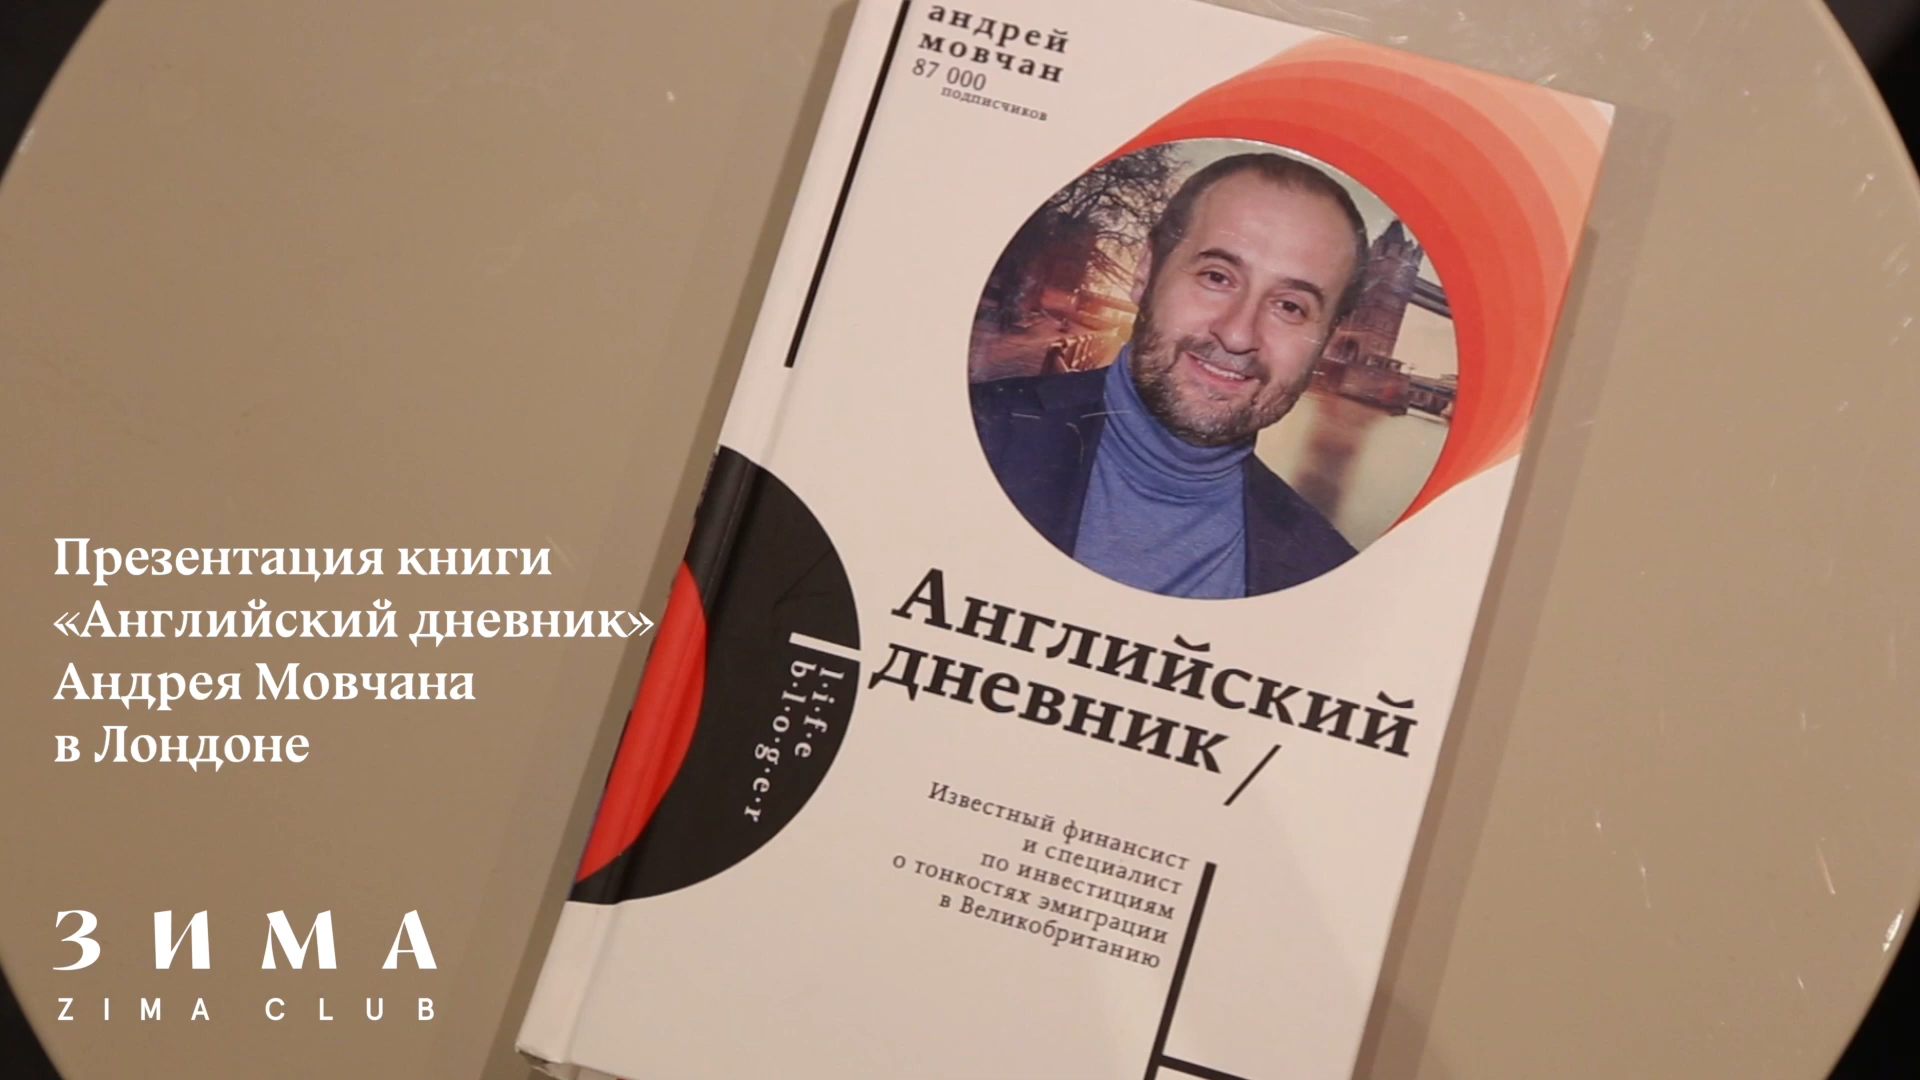 андрей
мовчан
87 000
подписчиков
Английский
дневник /
Известный финансист
и специалист
по инвестициям
о тонкостях эмиграции
в Великобританию
l·i·f·e
b·l·o·g·e·r
Презентация книги
«Английский дневник»
Андрея Мовчана
в Лондоне
ЗИМА
ZIMA CLUB